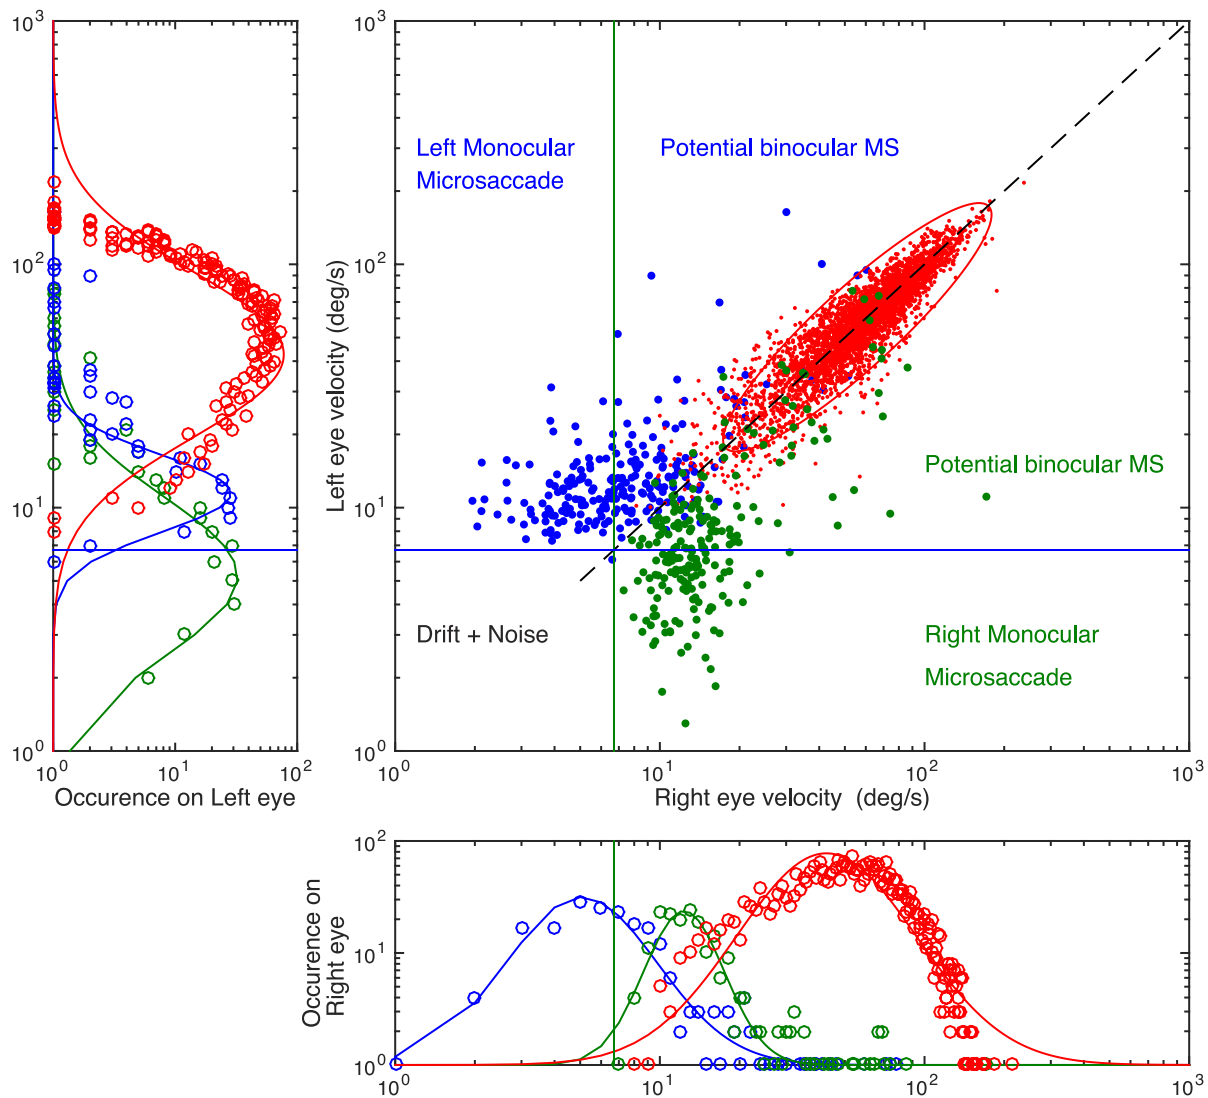 10^3
10^2
10^1
10^0
10^0 10^1 10^2
Occurence on Left eye
Left eye velocity (deg/s)
10^3
10^2
10^1
10^0
Left Monocular
Microsaccade
Potential binocular MS
Potential binocular MS
Drift + Noise
Right Monocular
Microsaccade
10^0 10^1 10^2 10^3
Right eye velocity (deg/s)
Occurence on
Right eye
10^2
10^1
10^0
10^0 10^1 10^2 10^3